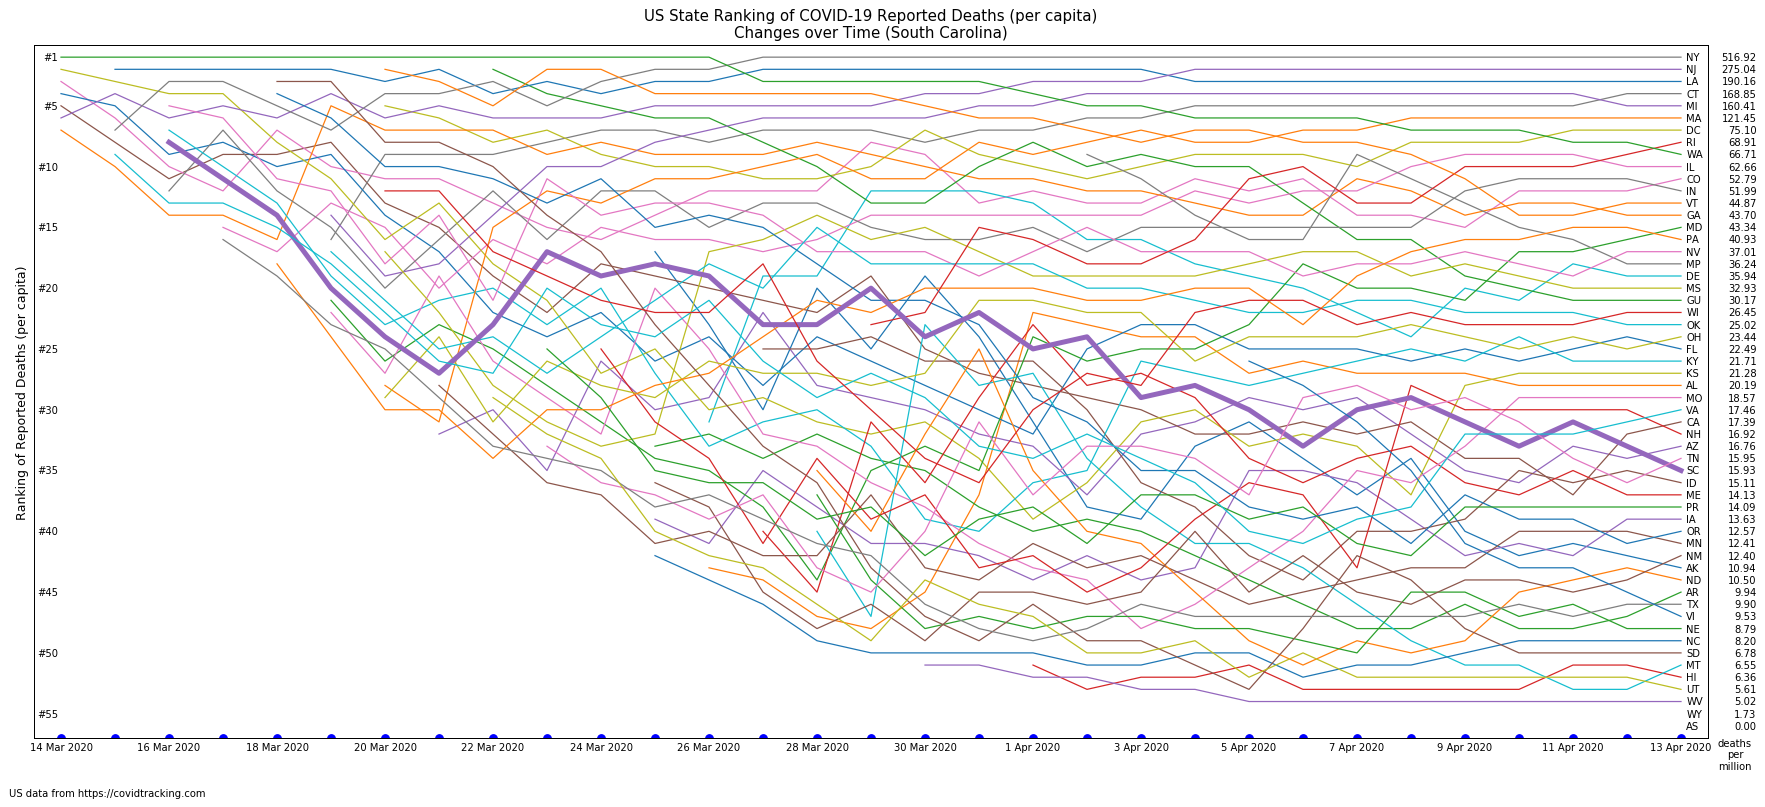 US State Ranking of COVID-19 Reported Deaths (per capita)
Changes over Time (South Carolina)
Ranking of Reported Deaths (per capita)
#1
#5
#10
#15
#20
#25
#30
#35
#40
#45
#50
#55
NY 516.92
NJ 275.04
LA 190.16
CT 168.85
MI 160.41
MA 121.45
DC 75.10
RI 68.91
WA 66.71
IL 62.66
CO 52.79
IN 51.99
VT 44.87
GA 43.70
MD 43.34
PA 40.93
NV 37.01
MP 36.24
DE 35.94
MS 32.93
GU 30.17
WI 26.45
OK 25.02
OH 23.44
FL 22.49
KY 21.71
KS 21.28
AL 20.19
MO 18.57
VA 17.46
CA 17.39
NH 16.92
AZ 16.76
TN 15.95
SC 15.93
ID 15.11
ME 14.13
PR 14.09
IA 13.63
OR 12.57
MN 12.41
NM 12.40
AK 10.94
ND 10.50
AR 9.94
TX 9.90
VI 9.53
NE 8.79
NC 8.20
SD 6.78
MT 6.55
HI 6.36
UT 5.61
WV 5.02
WY 1.73
AS 0.00
14 Mar 2020 16 Mar 2020 18 Mar 2020 20 Mar 2020 22 Mar 2020 24 Mar 2020 26 Mar 2020 28 Mar 2020 30 Mar 2020 1 Apr 2020 3 Apr 2020 5 Apr 2020 7 Apr 2020 9 Apr 2020 11 Apr 2020 13 Apr 2020
deaths
per
million
US data from https://covidtracking.com